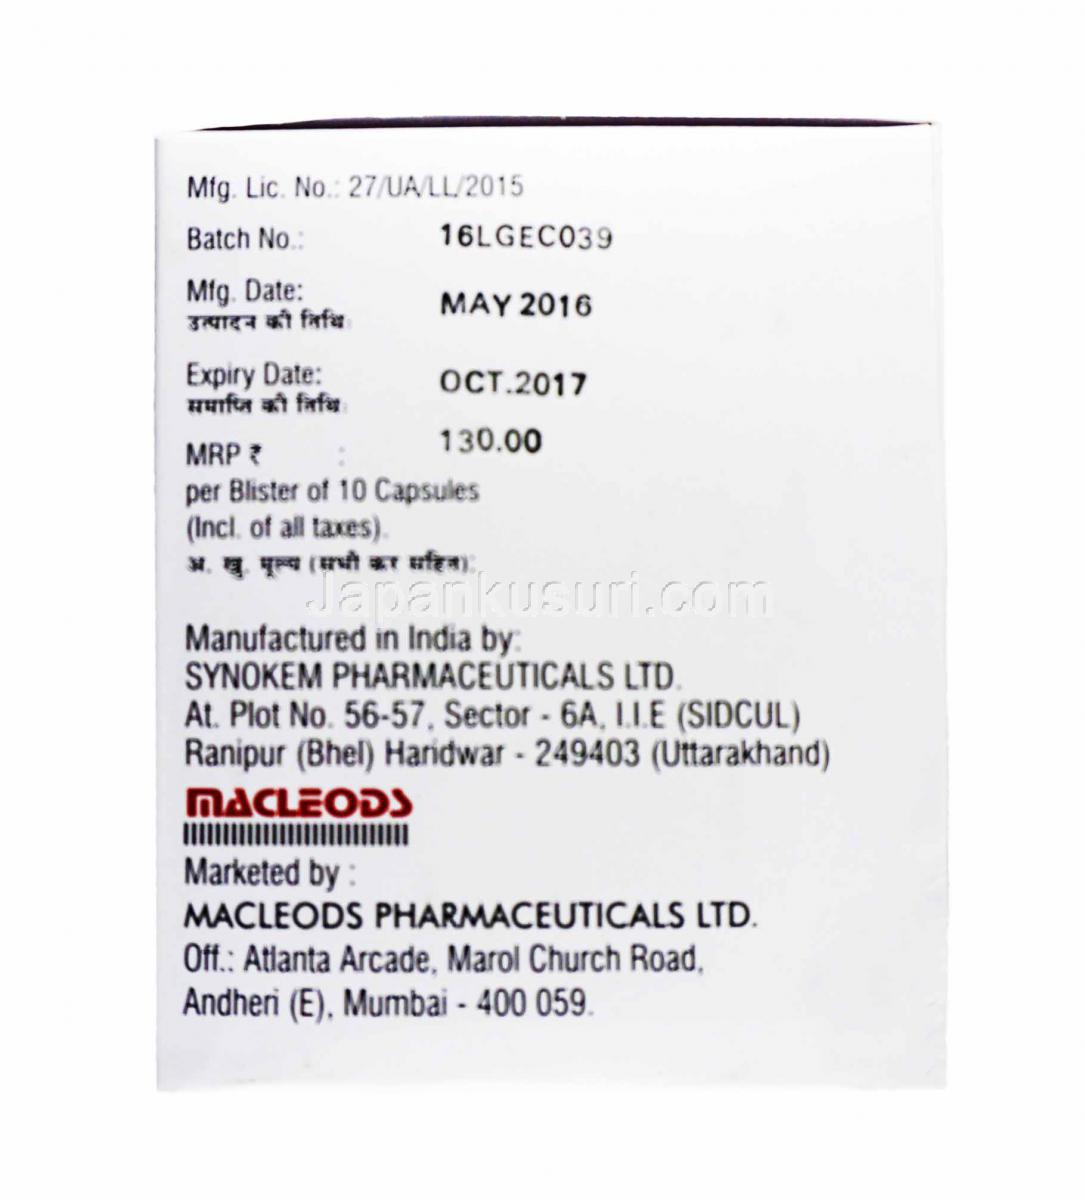 Mfg. Lic. No.: 27/UA/LL/2015
Batch No.: 16LGEC039
Mfg. Date: MAY 2016
उत्पादन की तिथि:
Expiry Date: OCT.2017
समाप्ति की तिथि:
MRP ₹ : 130.00
per Blister of 10 Capsules
(Incl. of all taxes).
अ. खु. मूल्य (सभी कर सहित):
Japankusuri.com
Manufactured in India by:
SYNOKEM PHARMACEUTICALS LTD.
At. Plot No. 56-57, Sector - 6A, I.I.E (SIDCUL)
Ranipur (Bhel) Haridwar - 249403 (Uttarakhand)
MACLEODS
Marketed by :
MACLEODS PHARMACEUTICALS LTD.
Off.: Atlanta Arcade, Marol Church Road,
Andheri (E), Mumbai - 400 059.